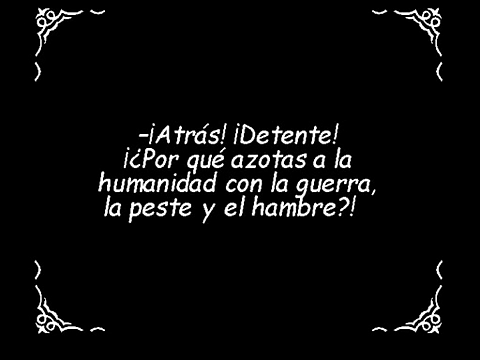 –¡Atrás! ¡Detente!
¡¿Por qué azotas a la
humanidad con la guerra,
la peste y el hambre?!